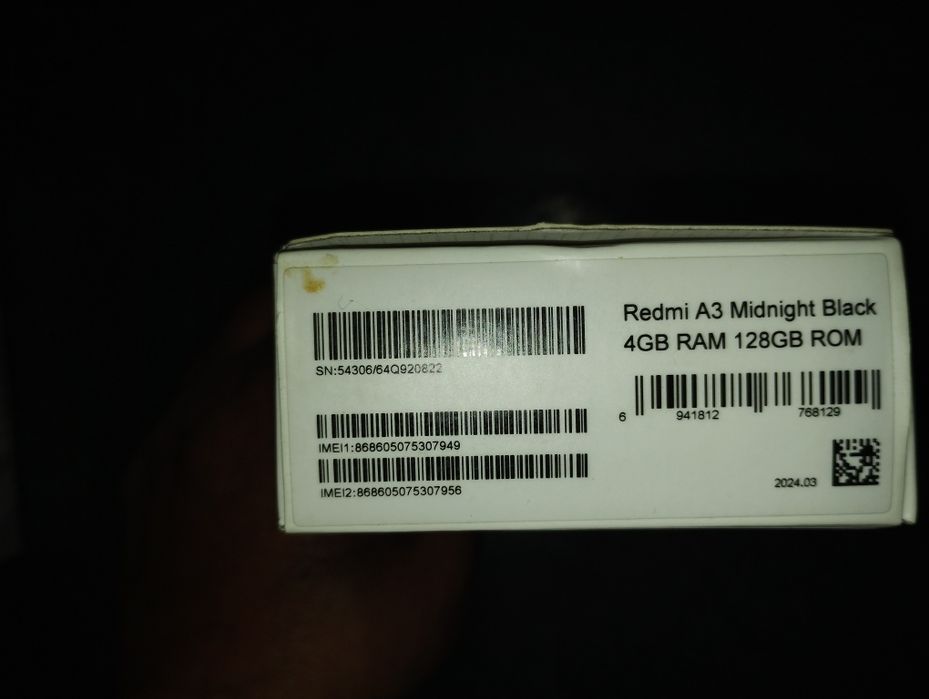 Redmi A3 Midnight Black
4GB RAM 128GB ROM
SN:54306/64Q920822
6 941812 768129
IMEI1:868605075307949
IMEI2:868605075307956
2024.03